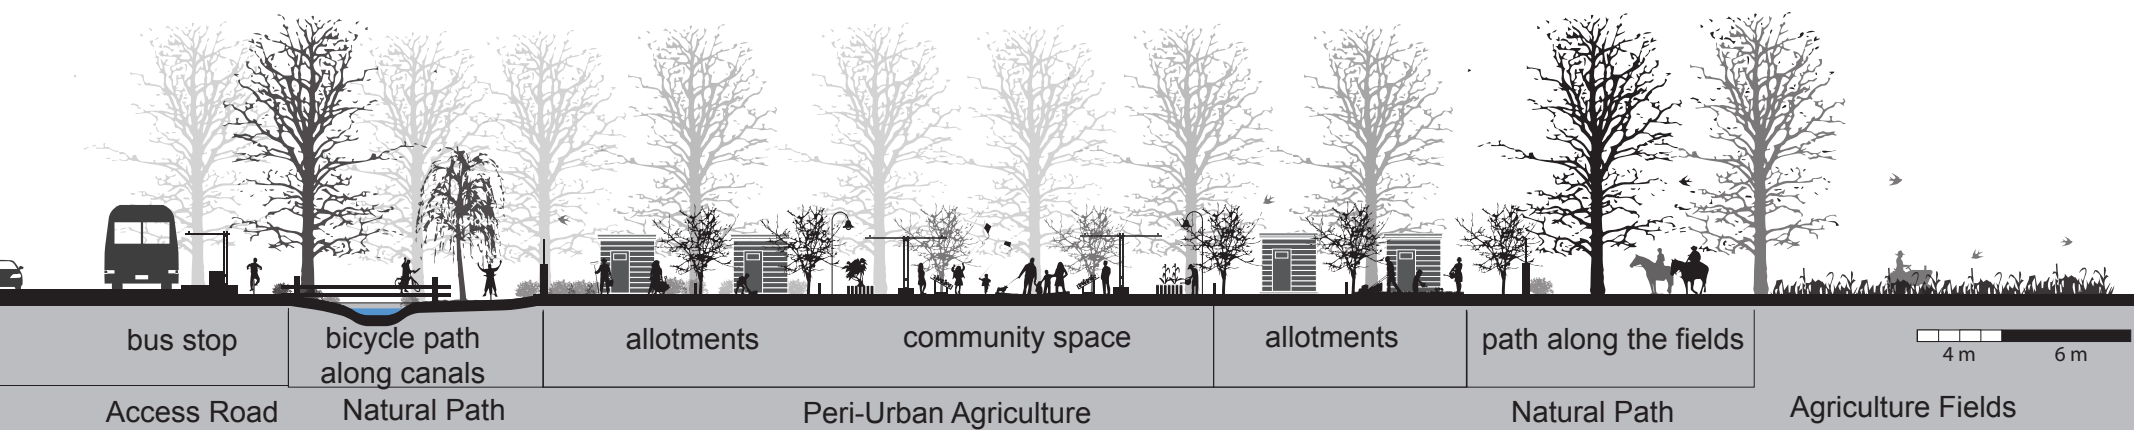 bus stop
bicycle path
along canals
allotments
community space
allotments
path along the fields
4 m
6 m
Access Road
Natural Path
Peri-Urban Agriculture
Natural Path
Agriculture Fields